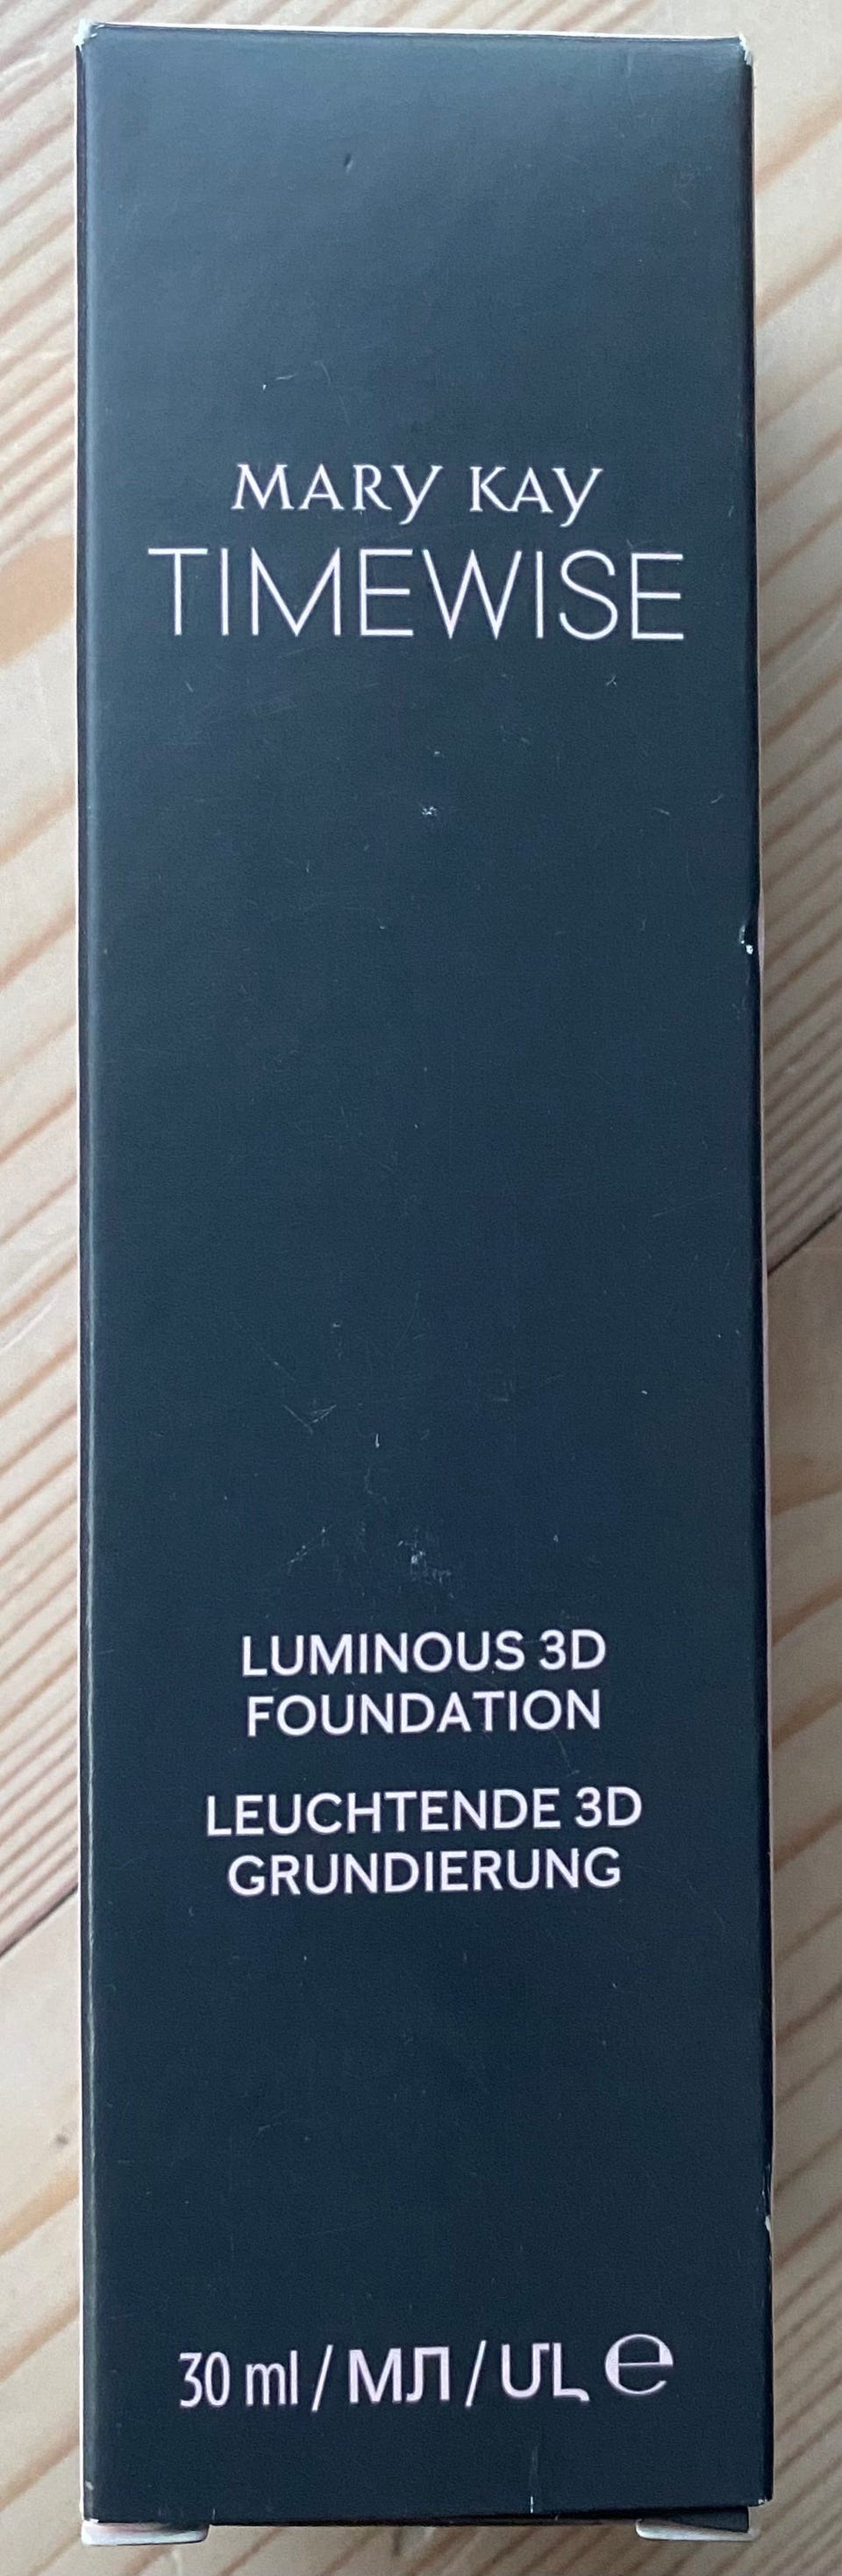 MARY KAY
TIMEWISE
LUMINOUS 3D
FOUNDATION
LEUCHTENDE 3D
GRUNDIERUNG
30 ml / МЛ / ՄԼ ℮